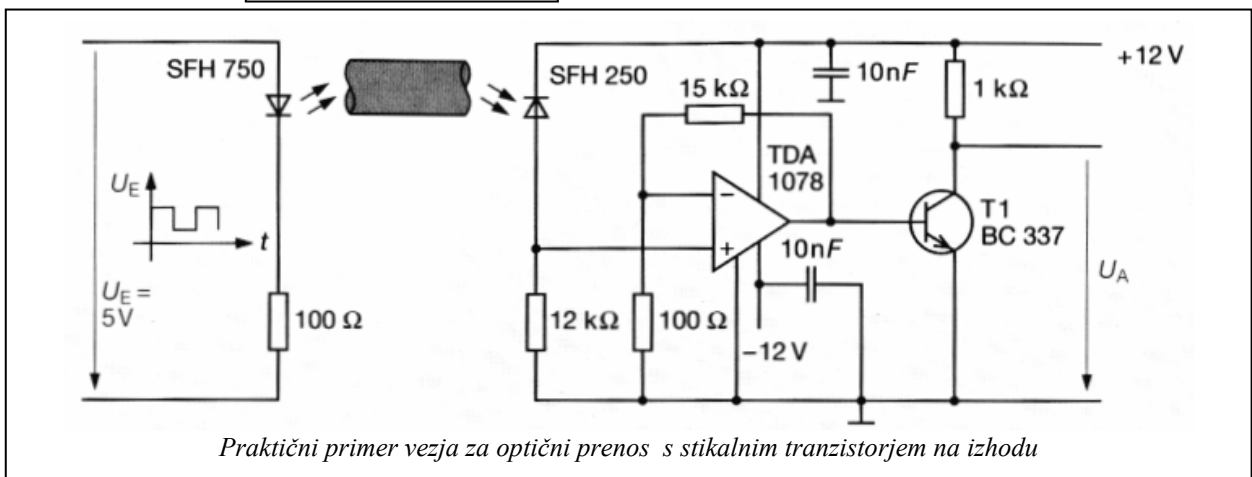 SFH 750
SFH 250
10nF
+12 V
15 kΩ
1 kΩ
TDA
1078
U_E
t
−
+
T1
BC 337
10nF
U_A
U_E =
5V
100 Ω
12 kΩ
100 Ω
−12 V
Praktični primer vezja za optični prenos s stikalnim tranzistorjem na izhodu